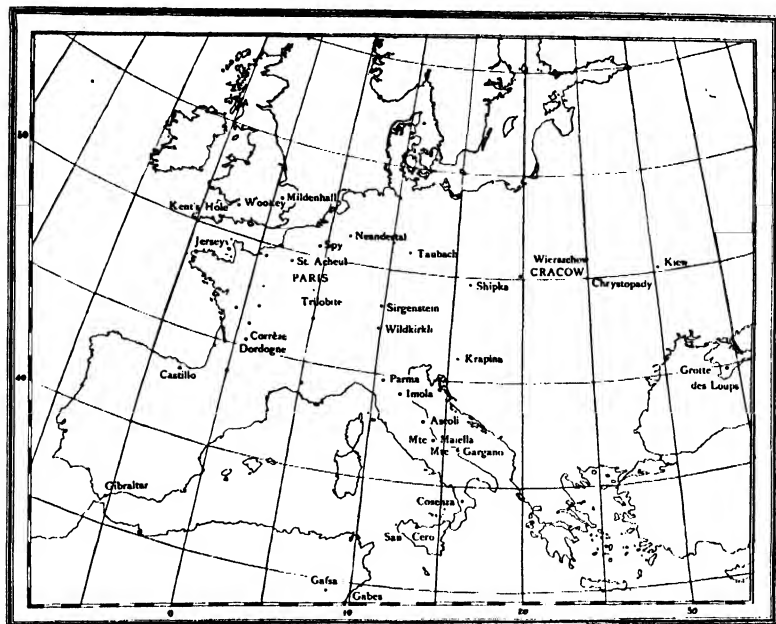 50
Kent's Hole
Wookey
Mildenhall
Jersey
Spy
Neandertal
St. Acheul
Taubach
Wierszchow
CRACOW
Kiew
PARIS
Shipka
Chrystopady
Trilobite
Sirgenstein
Wildkirkli
Corrèse
Dordogne
Krapina
40
Castillo
Parma
Imola
Grotte
des Loups
Ascoli
Mte Maiella
Mte Gargano
Gibraltar
Cosenza
San Ciro
Gafsa
Gabes
0
10
20
30